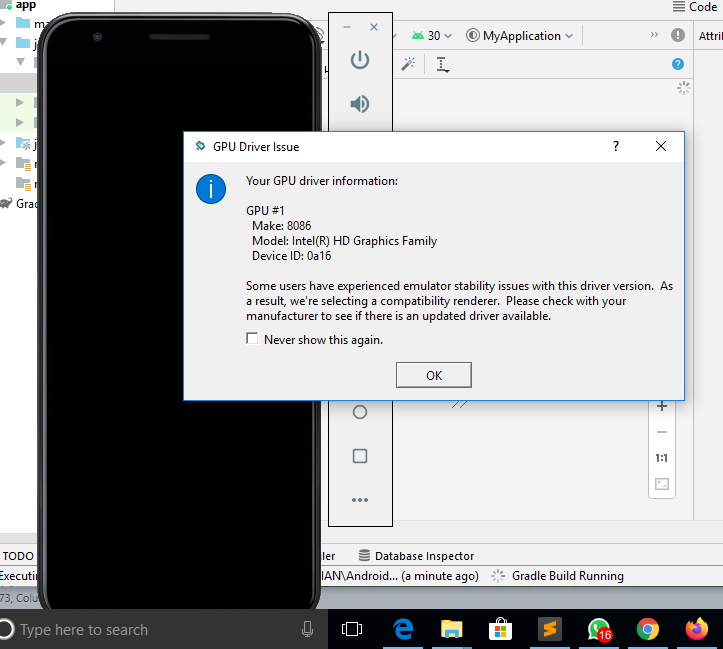 app
Code
30
MyApplication
Attri
GPU Driver Issue
?
Your GPU driver information:
GPU #1
Make: 8086
Model: Intel(R) HD Graphics Family
Device ID: 0a16
Some users have experienced emulator stability issues with this driver version. As
a result, we're selecting a compatibility renderer. Please check with your
manufacturer to see if there is an updated driver available.
Never show this again.
OK
Grad
1:1
TODO
ler
Database Inspector
Executi
IAN\Android... (a minute ago)
Gradle Build Running
73, Colu
Type here to search
16